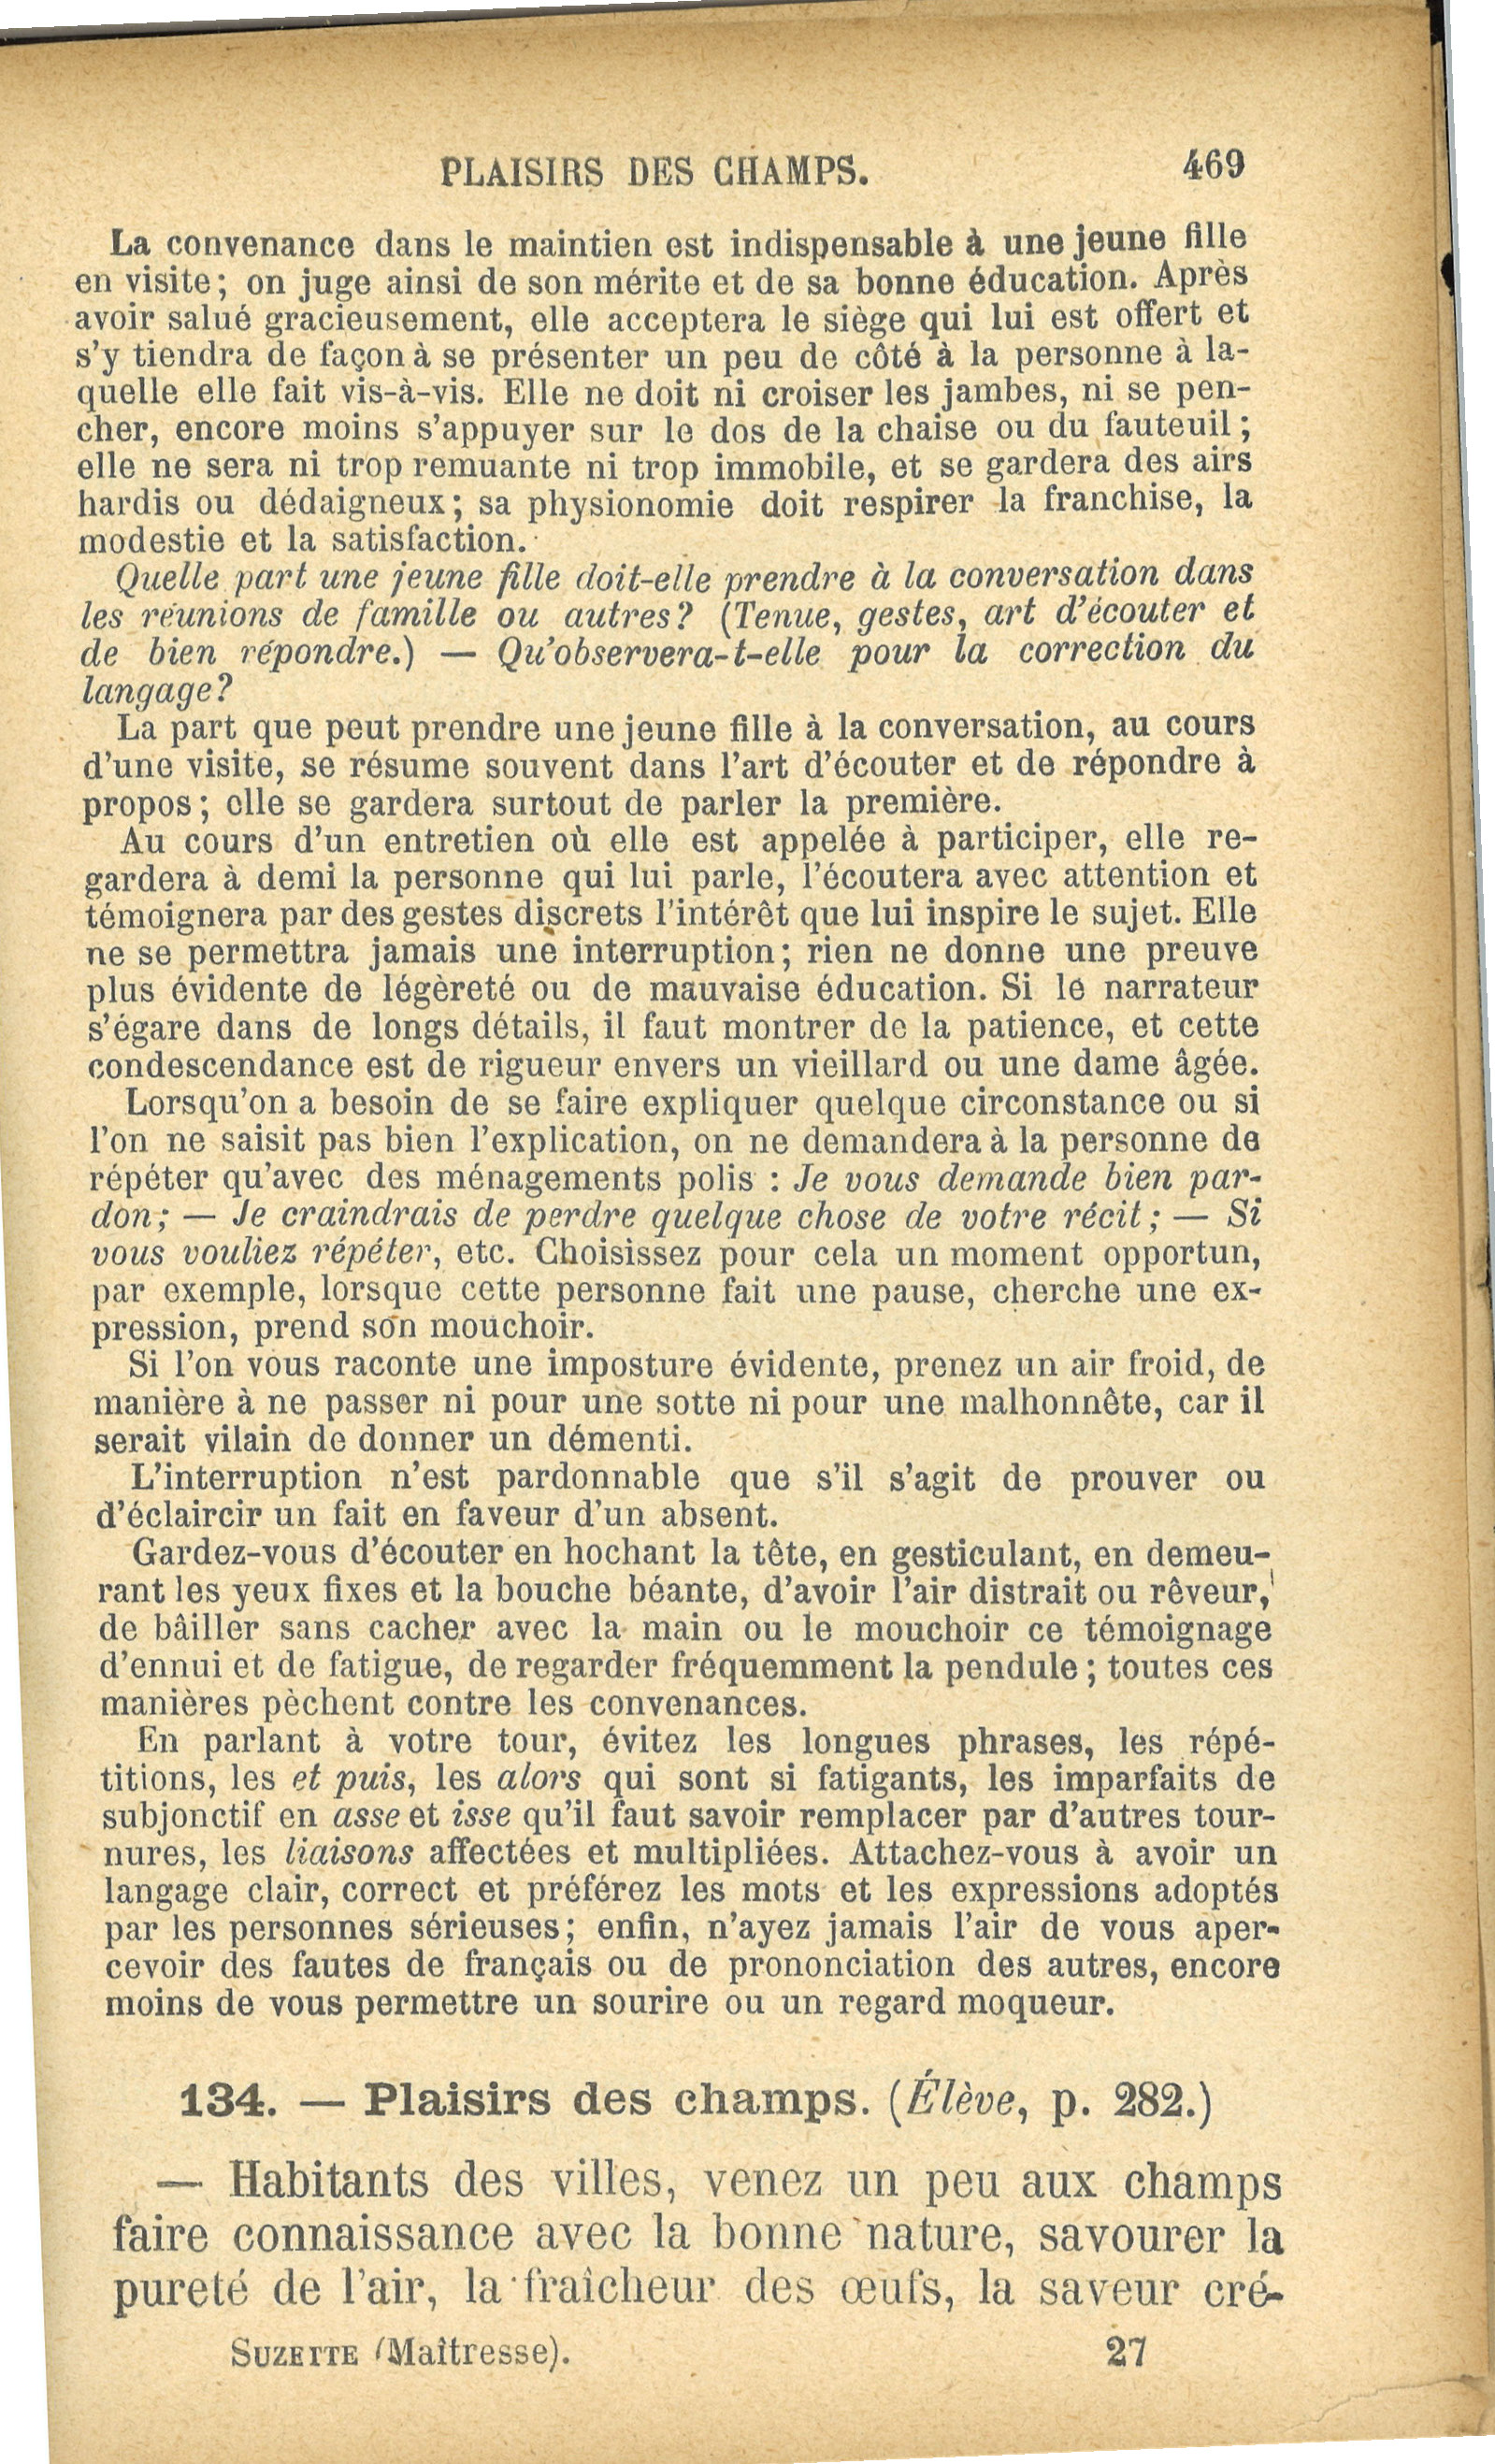 PLAISIRS DES CHAMPS. 469
La convenance dans le maintien est indispensable à une jeune fille
en visite; on juge ainsi de son mérite et de sa bonne éducation. Après
avoir salué gracieusement, elle acceptera le siège qui lui est offert et
s'y tiendra de façon à se présenter un peu de côté à la personne à la-
quelle elle fait vis-à-vis. Elle ne doit ni croiser les jambes, ni se pen-
cher, encore moins s'appuyer sur le dos de la chaise ou du fauteuil;
elle ne sera ni trop remuante ni trop immobile, et se gardera des airs
hardis ou dédaigneux; sa physionomie doit respirer la franchise, la
modestie et la satisfaction.
Quelle part une jeune fille doit-elle prendre à la conversation dans
les réunions de famille ou autres? (Tenue, gestes, art d'écouter et
de bien répondre.) — Qu'observera-t-elle pour la correction du
langage?
La part que peut prendre une jeune fille à la conversation, au cours
d'une visite, se résume souvent dans l'art d'écouter et de répondre à
propos; elle se gardera surtout de parler la première.
Au cours d'un entretien où elle est appelée à participer, elle re-
gardera à demi la personne qui lui parle, l'écoutera avec attention et
témoignera par des gestes discrets l'intérêt que lui inspire le sujet. Elle
ne se permettra jamais une interruption; rien ne donne une preuve
plus évidente de légèreté ou de mauvaise éducation. Si le narrateur
s'égare dans de longs détails, il faut montrer de la patience, et cette
condescendance est de rigueur envers un vieillard ou une dame âgée.
Lorsqu'on a besoin de se faire expliquer quelque circonstance ou si
l'on ne saisit pas bien l'explication, on ne demandera à la personne de
répéter qu'avec des ménagements polis : Je vous demande bien par-
don; — Je craindrais de perdre quelque chose de votre récit; — Si
vous vouliez répéter, etc. Choisissez pour cela un moment opportun,
par exemple, lorsque cette personne fait une pause, cherche une ex-
pression, prend son mouchoir.
Si l'on vous raconte une imposture évidente, prenez un air froid, de
manière à ne passer ni pour une sotte ni pour une malhonnête, car il
serait vilain de donner un démenti.
L'interruption n'est pardonnable que s'il s'agit de prouver ou
d'éclaircir un fait en faveur d'un absent.
Gardez-vous d'écouter en hochant la tête, en gesticulant, en demeu-
rant les yeux fixes et la bouche béante, d'avoir l'air distrait ou rêveur,
de bâiller sans cacher avec la main ou le mouchoir ce témoignage
d'ennui et de fatigue, de regarder fréquemment la pendule; toutes ces
manières pèchent contre les convenances.
En parlant à votre tour, évitez les longues phrases, les répé-
titions, les et puis, les alors qui sont si fatigants, les imparfaits de
subjonctif en asse et isse qu'il faut savoir remplacer par d'autres tour-
nures, les liaisons affectées et multipliées. Attachez-vous à avoir un
langage clair, correct et préférez les mots et les expressions adoptés
par les personnes sérieuses; enfin, n'ayez jamais l'air de vous aper-
cevoir des fautes de français ou de prononciation des autres, encore
moins de vous permettre un sourire ou un regard moqueur.
134. — Plaisirs des champs. (Élève, p. 282.)
— Habitants des villes, venez un peu aux champs
faire connaissance avec la bonne nature, savourer la
pureté de l'air, la fraîcheur des œufs, la saveur cré-
SUZETTE (Maîtresse). 27